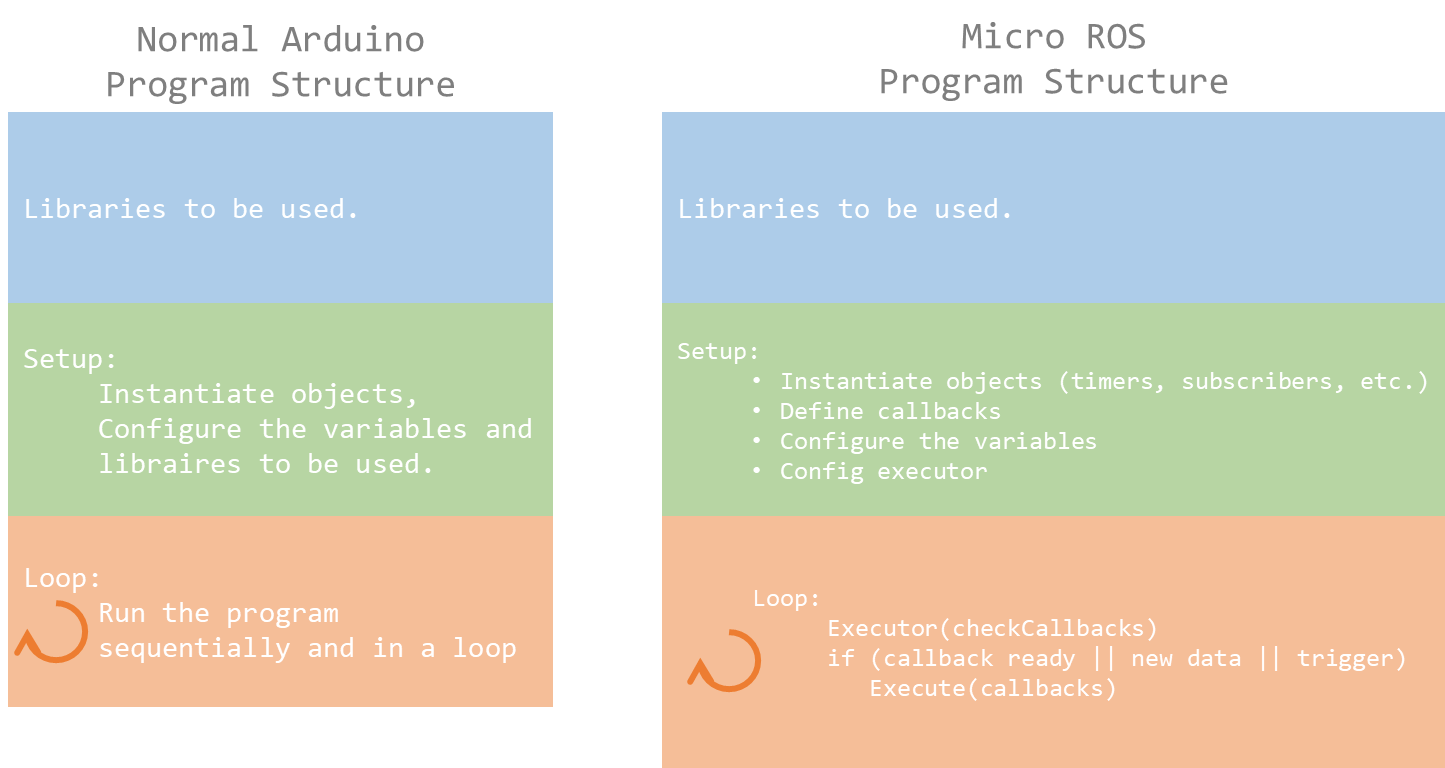 Normal Arduino
Program Structure
Libraries to be used.
Setup:
Instantiate objects,
Configure the variables and
libraires to be used.
Loop:
Run the program
sequentially and in a loop
Micro ROS
Program Structure
Libraries to be used.
Setup:
• Instantiate objects (timers, subscribers, etc.)
• Define callbacks
• Configure the variables
• Config executor
Loop:
Executor(checkCallbacks)
if (callback ready || new data || trigger)
Execute(callbacks)